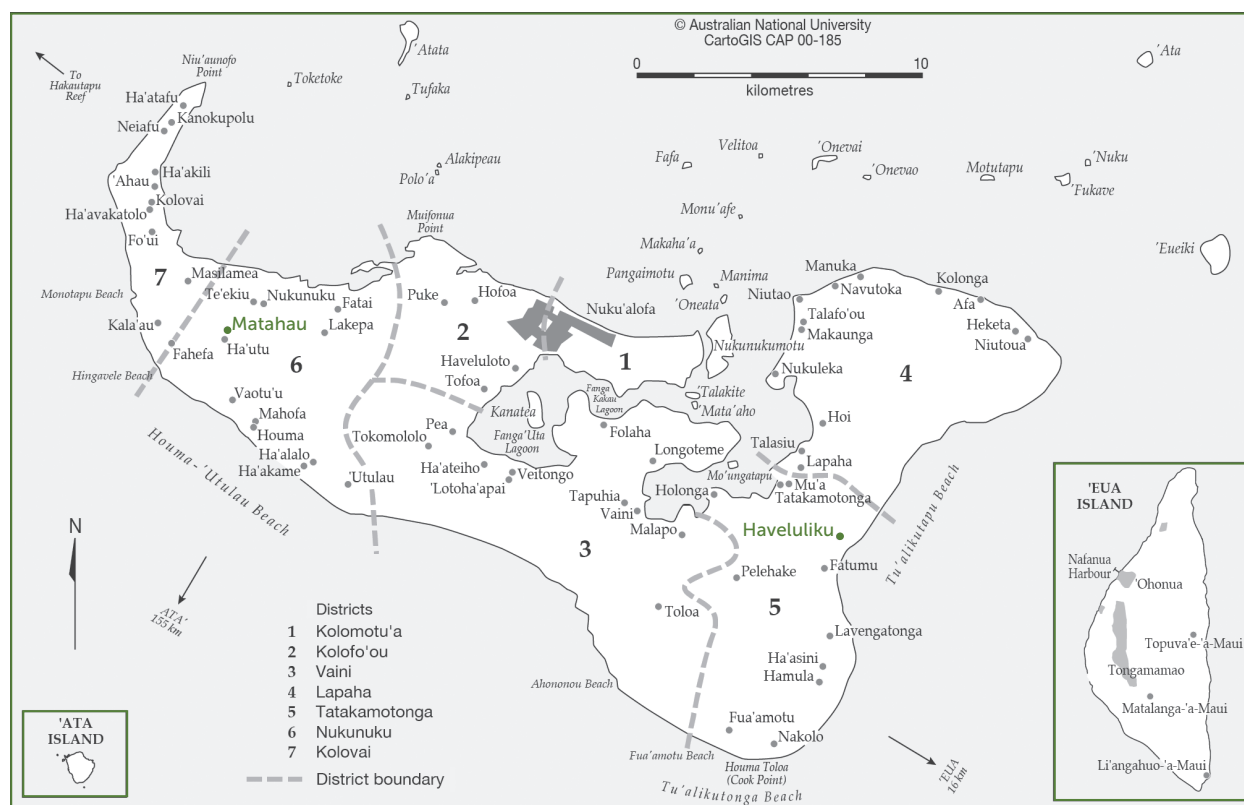 © Australian National University
CartoGIS CAP 00-185
0
10
kilometres
To
Hakautapu
Reef
Niu'aunofo
Point
'Atata
Toketoke
Tufaka
'Ata
Ha'atafu
Kanokupolu
Neiafu
Ha'akili
'Ahau
Kolovai
Ha'avakatolo
Fo'ui
Alakipeau
Polo'a
Fafa
Velitoa
'Onevai
'Onevao
Motutapu
'Nuku
'Fukave
Monu'afe
Makaha'a
Pangaimotu
Manima
'Oneata
'Eueiki
Muifonua
Point
7
Masilamea
Monotapu Beach
Te'ekiu
Nukunuku
Fatai
Puke
Hofoa
Nuku'alofa
Manuka
Navutoka
Kolonga
Niutao
Afa
Talafo'ou
Makaunga
Heketa
Niutoua
Kala'au
Matahau
Lakepa
2
1
Nukunukumotu
Fahefa
Ha'utu
6
Haveluloto
Tofoa
Nukuleka
4
Hingavele Beach
Vaotu'u
Kanatea
Fanga
Kakau
Lagoon
'Talakite
'Mata'aho
Mahofa
Houma
Pea
Tokomololo
Fanga'Uta
Lagoon
Folaha
Hoi
Talasiu
Ha'alalo
Ha'akame
Ha'ateiho
Longoteme
Lapaha
Houma-'Utulau Beach
'Utulau
'Lotoha'apai
Veitongo
Mo'ungatapu
Mu'a
Tatakamotonga
Tapuhia
Holonga
Vaini
Malapo
Haveluliku
Tu'alikutapu Beach
3
Pelehake
Fatumu
Toloa
5
Lavengatonga
Ha'asini
Hamula
Ahononou Beach
Fua'amotu
Nakolo
Fua'amotu Beach
Houma Toloa
(Cook Point)
Tu'alikutonga Beach
'EUA
16 km
N
ATA'
155 km
Districts
1 Kolomotu'a
2 Kolofo'ou
3 Vaini
4 Lapaha
5 Tatakamotonga
6 Nukunuku
7 Kolovai
District boundary
'ATA
ISLAND
'EUA
ISLAND
Nafanua
Harbour
'Ohonua
Topuva'e-'a-Maui
Tongamamao
Matalanga-'a-Maui
Li'angahuo-'a-Maui